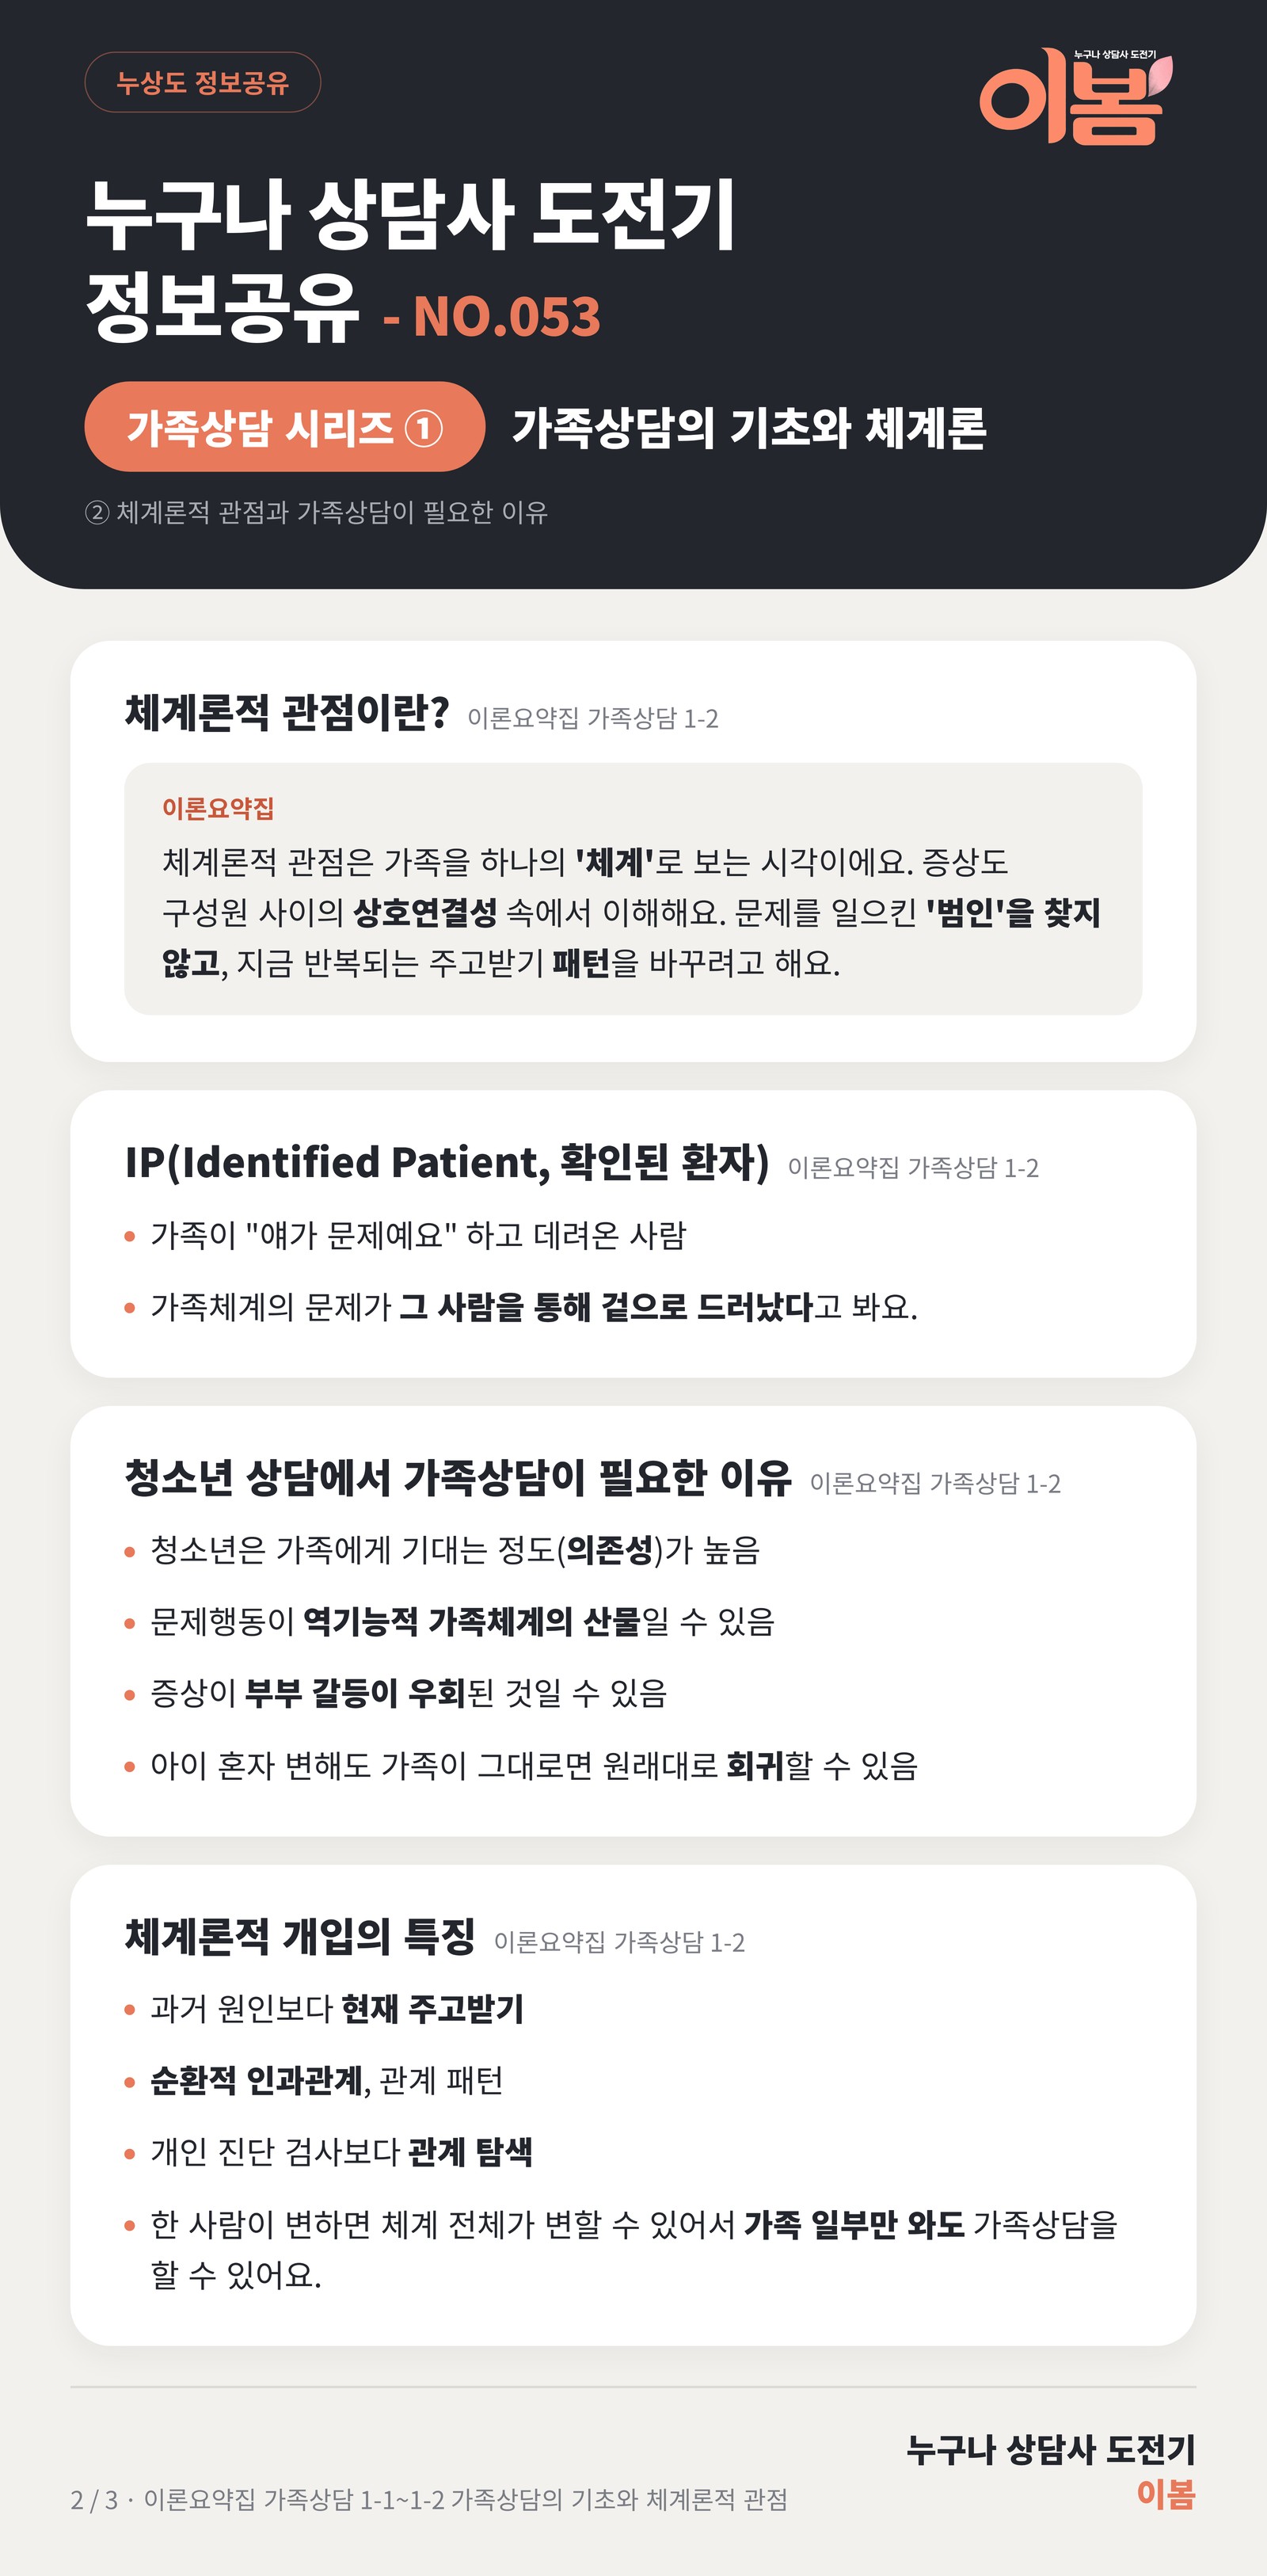 누상도 정보공유
누구나 상담사 도전기
이봄
누구나 상담사 도전기
정보공유 - NO.053
가족상담 시리즈 ① 가족상담의 기초와 체계론
② 체계론적 관점과 가족상담이 필요한 이유
체계론적 관점이란? 이론요약집 가족상담 1-2
이론요약집
체계론적 관점은 가족을 하나의 '체계'로 보는 시각이에요. 증상도
구성원 사이의 상호연결성 속에서 이해해요. 문제를 일으킨 '범인'을 찾지
않고, 지금 반복되는 주고받기 패턴을 바꾸려고 해요.
IP(Identified Patient, 확인된 환자) 이론요약집 가족상담 1-2
• 가족이 "얘가 문제예요" 하고 데려온 사람
• 가족체계의 문제가 그 사람을 통해 겉으로 드러났다고 봐요.
청소년 상담에서 가족상담이 필요한 이유 이론요약집 가족상담 1-2
• 청소년은 가족에게 기대는 정도(의존성)가 높음
• 문제행동이 역기능적 가족체계의 산물일 수 있음
• 증상이 부부 갈등이 우회된 것일 수 있음
• 아이 혼자 변해도 가족이 그대로면 원래대로 회귀할 수 있음
체계론적 개입의 특징 이론요약집 가족상담 1-2
• 과거 원인보다 현재 주고받기
• 순환적 인과관계, 관계 패턴
• 개인 진단 검사보다 관계 탐색
• 한 사람이 변하면 체계 전체가 변할 수 있어서 가족 일부만 와도 가족상담을
할 수 있어요.
누구나 상담사 도전기
2 / 3 · 이론요약집 가족상담 1-1~1-2 가족상담의 기초와 체계론적 관점
이봄